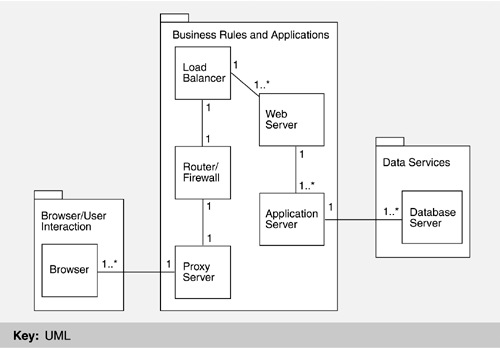 Business Rules and Applications
Load
Balancer
1
1..*
1
Web
Server
1
1
Router/
Firewall
1..*
1
Application
Server
1
1..*
1
Proxy
Server
1
1..*
Data Services
Database
Server
Browser/User
Interaction
Browser
Key: UML